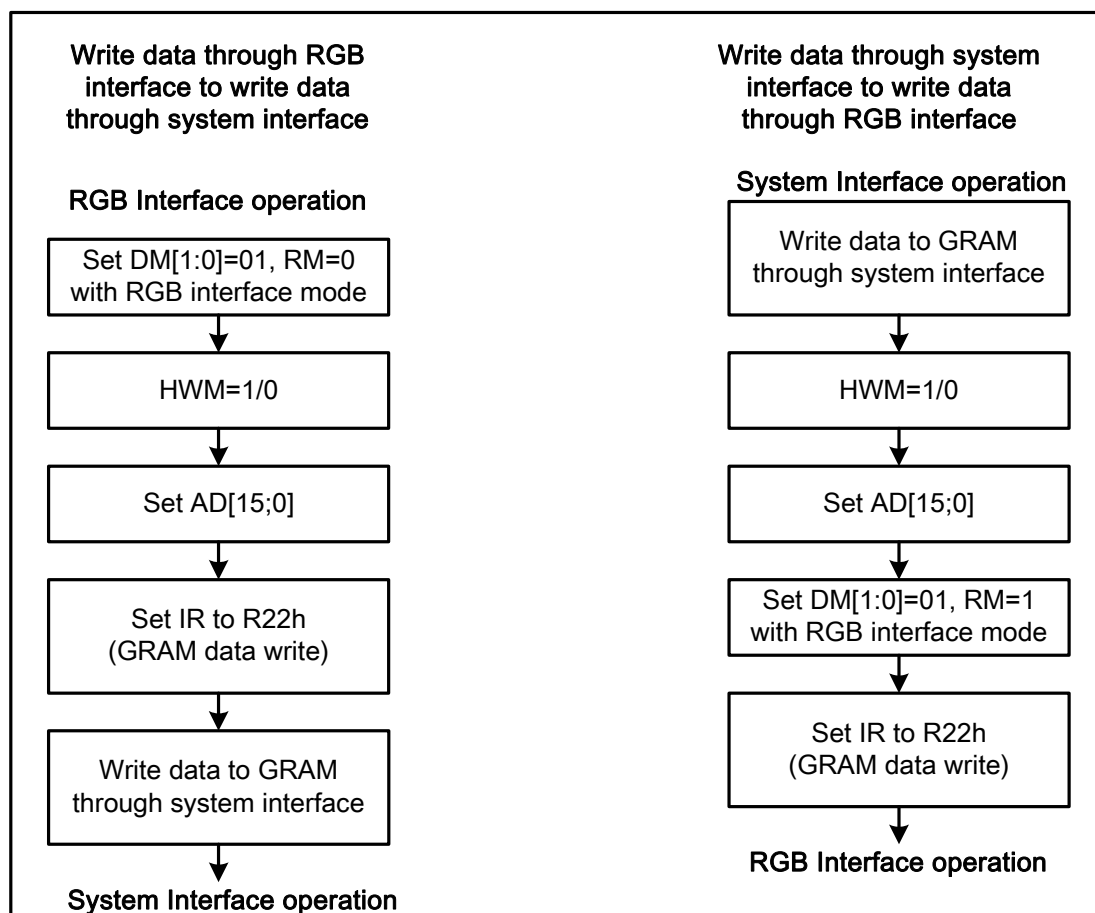 Write data through RGB
interface to write data
through system interface
RGB Interface operation
Set DM[1:0]=01, RM=0
with RGB interface mode
HWM=1/0
Set AD[15;0]
Set IR to R22h
(GRAM data write)
Write data to GRAM
through system interface
System Interface operation
Write data through system
interface to write data
through RGB interface
System Interface operation
Write data to GRAM
through system interface
HWM=1/0
Set AD[15;0]
Set DM[1:0]=01, RM=1
with RGB interface mode
Set IR to R22h
(GRAM data write)
RGB Interface operation